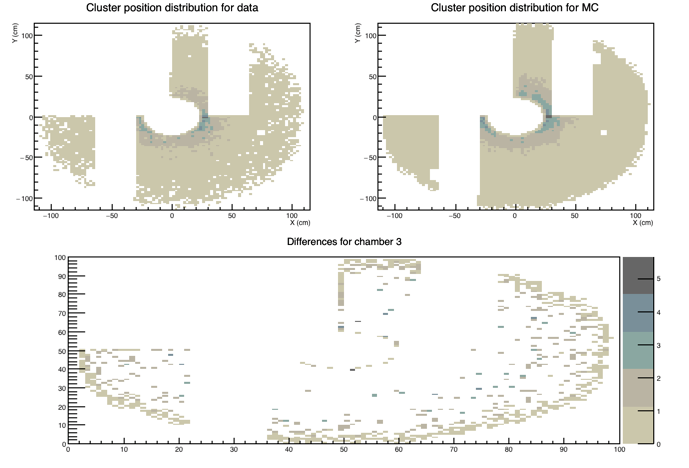 Cluster position distribution for data
Y (cm)
100
50
0
−50
−100
−100 −50 0 50 100
X (cm)
Cluster position distribution for MC
Y (cm)
100
50
0
−50
−100
−100 −50 0 50 100
X (cm)
Differences for chamber 3
100
90
80
70
60
50
40
30
20
10
0
0 10 20 30 40 50 60 70 80 90 100
5
4
3
2
1
0